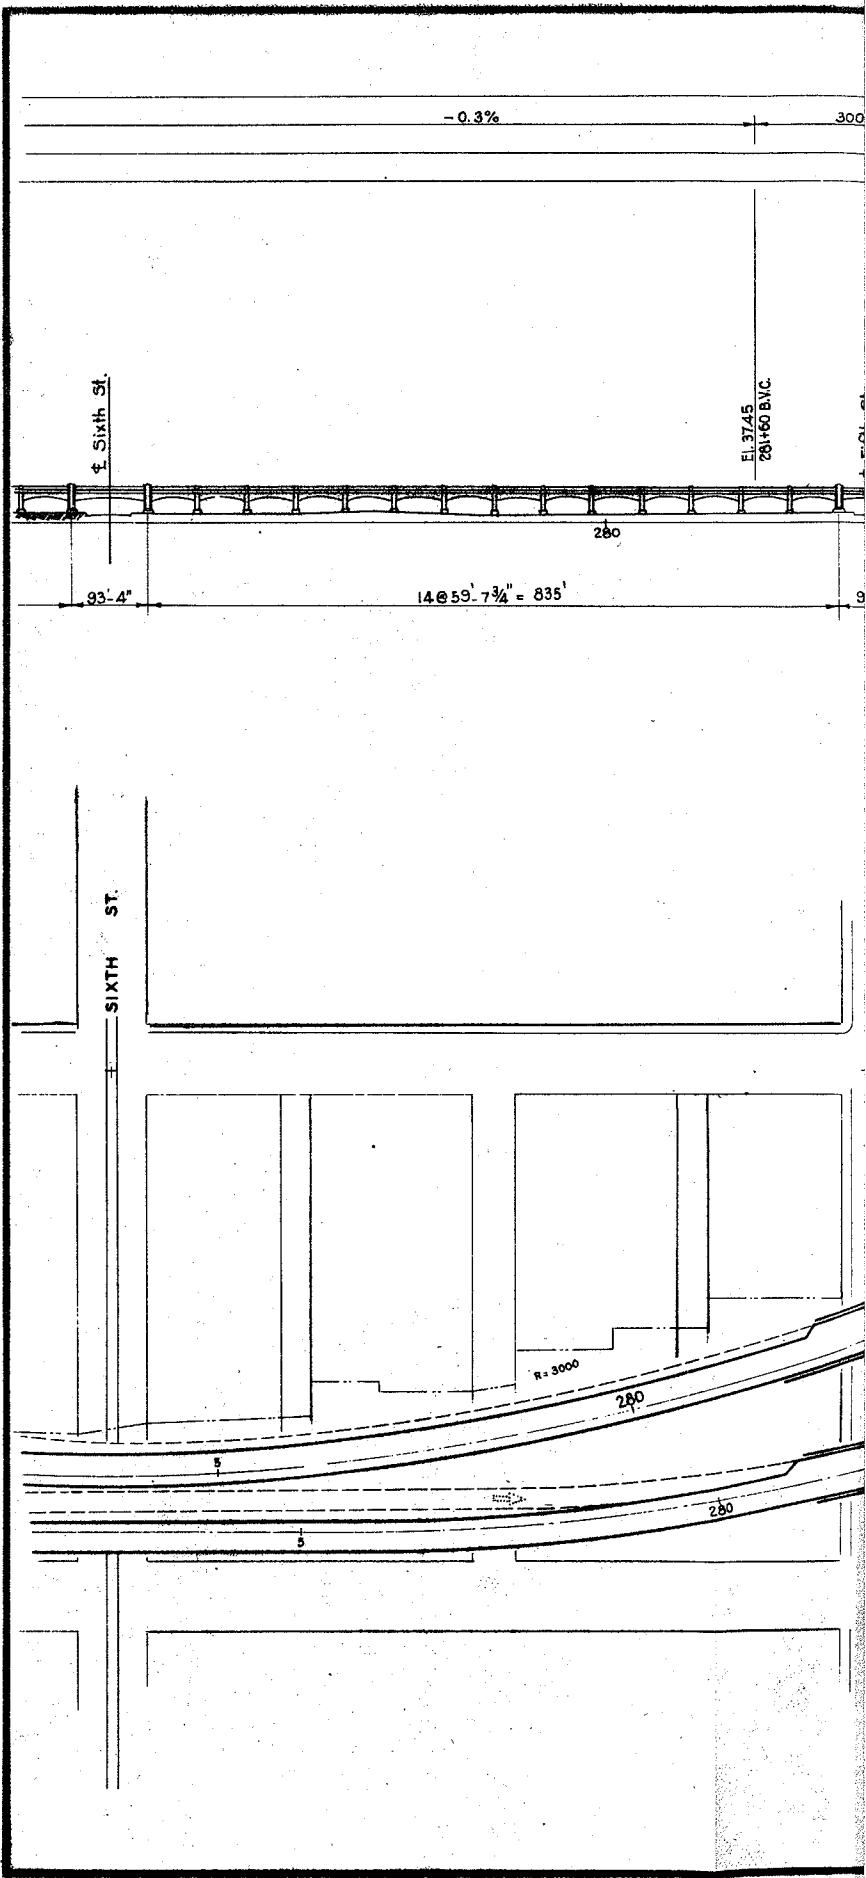 -0.3%
300
℄ Sixth St.
El. 37.45
281+60 B.V.C.
280
93'-4"
14@59'-7¾" = 835'
9
SIXTH ST.
R=3000
280
5
280
5